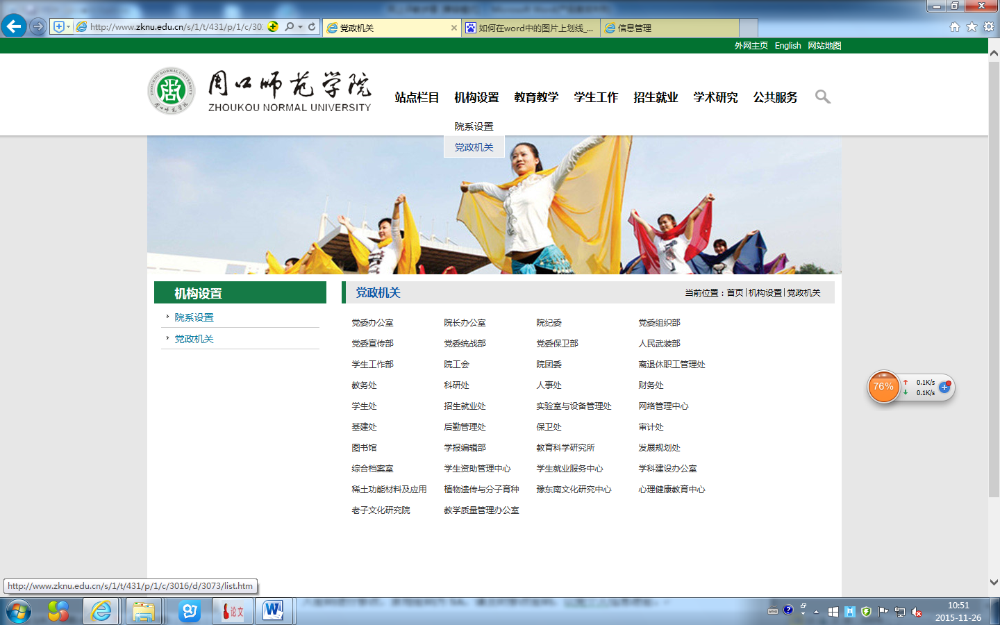 http://www.zknu.edu.cn/s/1/t/431/p/1/c/30
党政机关
如何在word中的图片上划线_...
信息管理
外网主页 English 网站地图
周口师范学院
ZHOUKOU NORMAL UNIVERSITY
站点栏目 机构设置 教育教学 学生工作 招生就业 学术研究 公共服务
院系设置
党政机关
机构设置
院系设置
党政机关
党政机关
当前位置：首页|机构设置|党政机关
党委办公室 院长办公室 院纪委 党委组织部
党委宣传部 党委统战部 党委保卫部 人民武装部
学生工作部 院工会 院团委 离退休职工管理处
教务处 科研处 人事处 财务处
学生处 招生就业处 实验室与设备管理处 网络管理中心
基建处 后勤管理处 保卫处 审计处
图书馆 学报编辑部 教育科学研究所 发展规划处
综合档案室 学生资助管理中心 学生就业服务中心 学科建设办公室
稀土功能材料及应用 植物遗传与分子育种 豫东南文化研究中心 心理健康教育中心
老子文化研究院 教学质量管理办公室
76%
0.1K/s
0.1K/s
http://www.zknu.edu.cn/s/1/t/431/p/1/c/3016/d/3073/list.htm
论文
10:51
2015-11-26